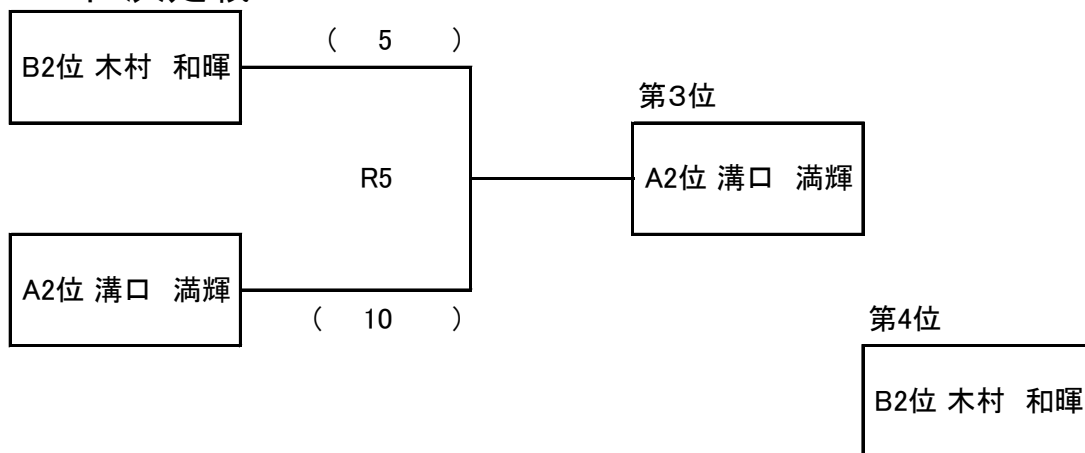 ( 5 )
B2位 木村 和暉
第3位
R5
A2位 溝口 満輝
A2位 溝口 満輝
( 10 )
第4位
B2位 木村 和暉